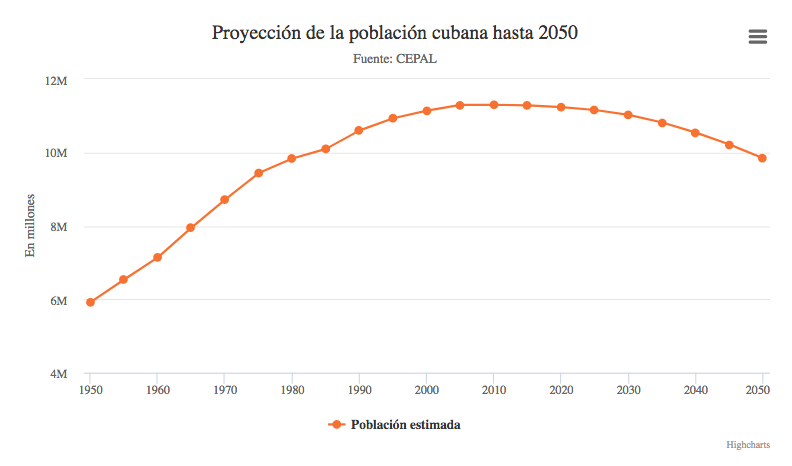 Proyección de la población cubana hasta 2050
Fuente: CEPAL
En millones
12M
10M
8M
6M
4M
1950 1960 1970 1980 1990 2000 2010 2020 2030 2040 2050
Población estimada
Highcharts